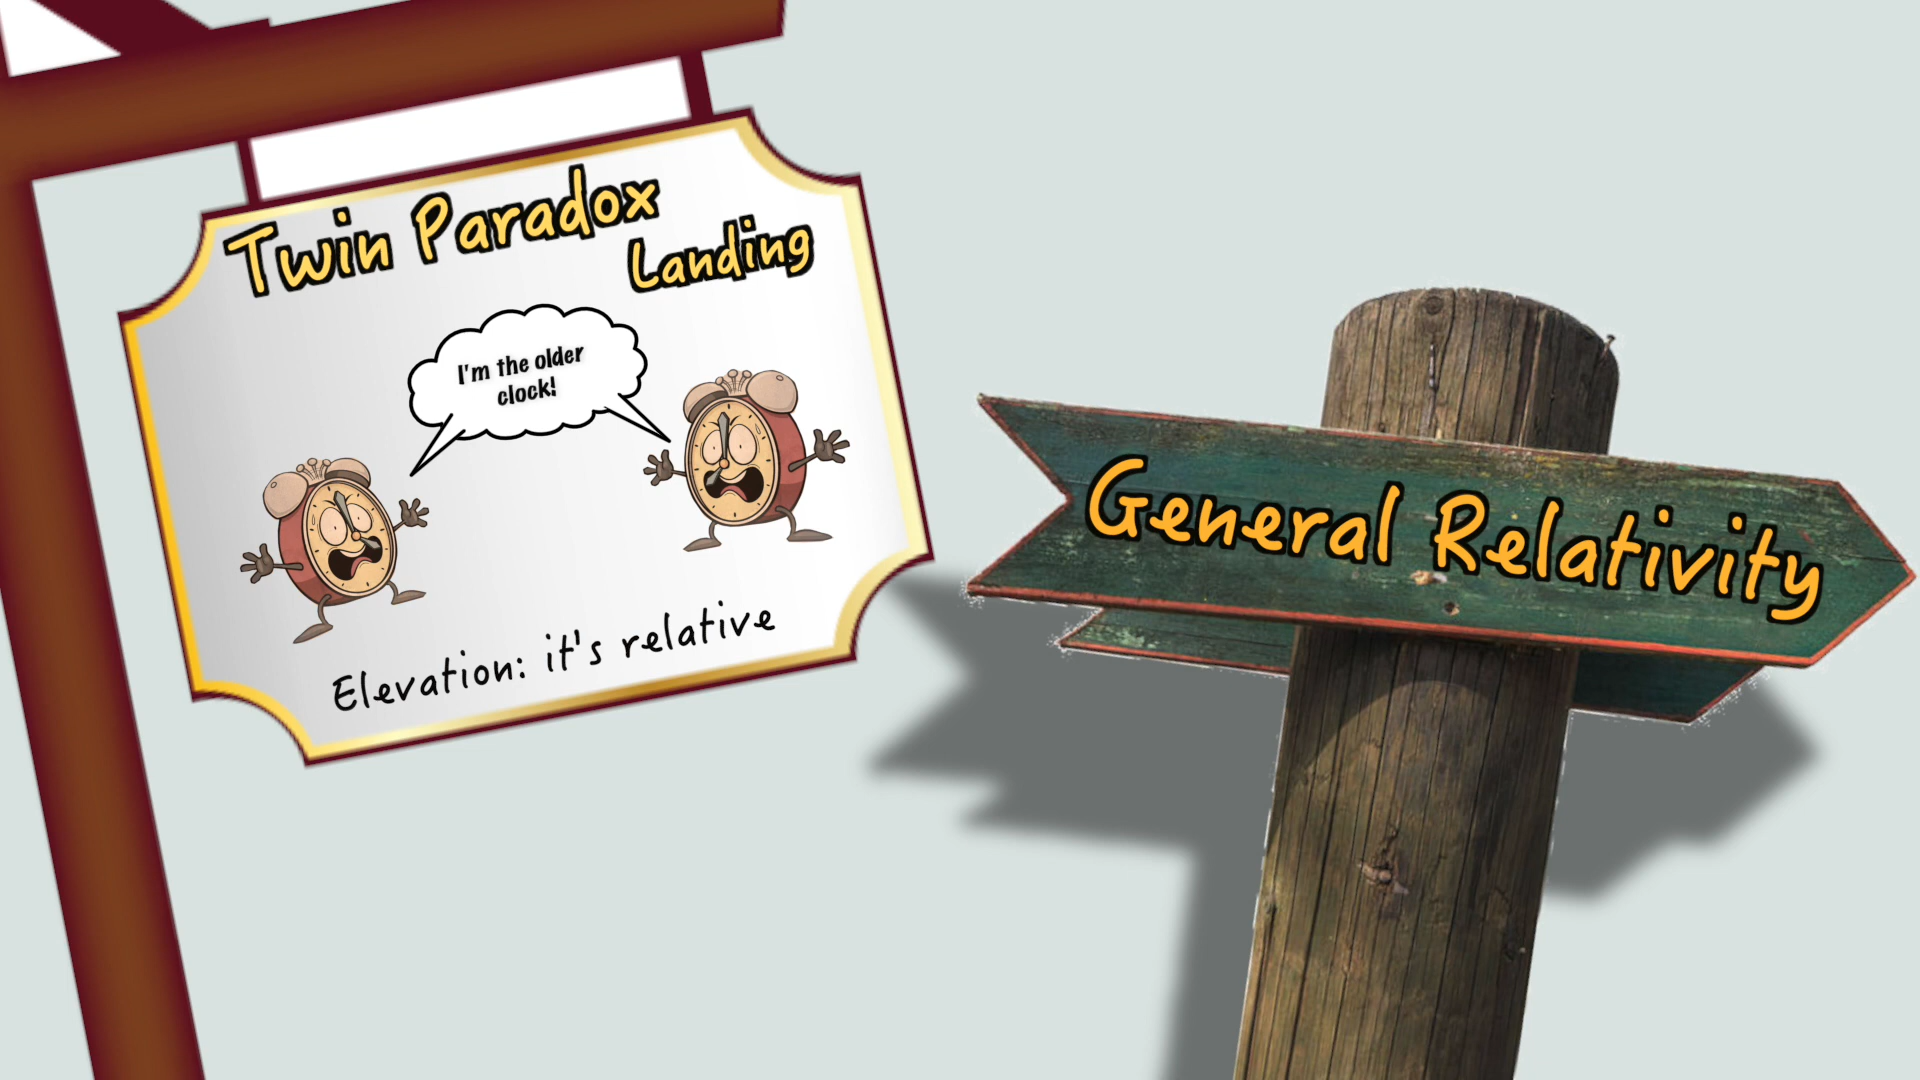 Twin Paradox
Landing
I'm the older
clock!
Elevation: it's relative
General Relativity